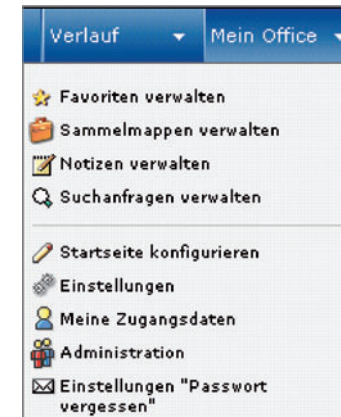 Verlauf Mein Office
Favoriten verwalten
Sammelmappen verwalten
Notizen verwalten
Suchanfragen verwalten
Startseite konfigurieren
Einstellungen
Meine Zugangsdaten
Administration
Einstellungen "Passwort
vergessen"